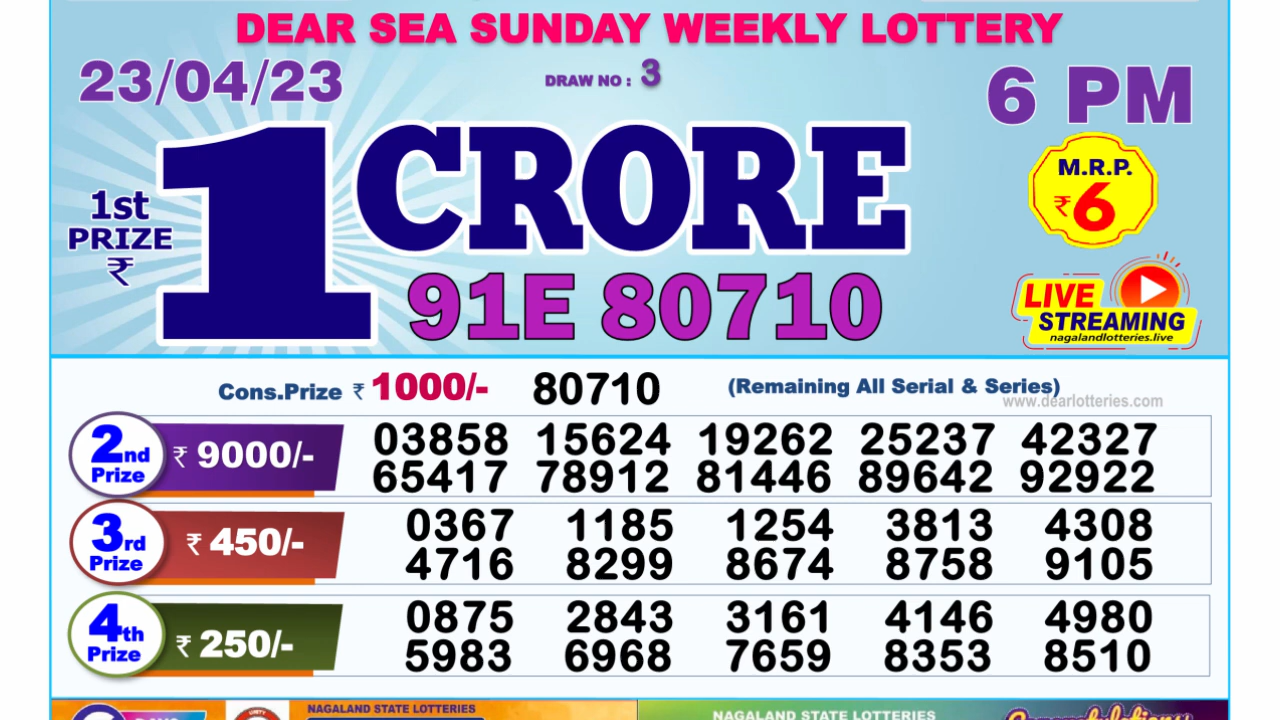 DEAR SEA SUNDAY WEEKLY LOTTERY
23/04/23
DRAW NO : 3
6 PM
1st
PRIZE
₹
1 CRORE
M.R.P.
₹6
91E 80710
LIVE
STREAMING
nagalandlotteries.live
Cons.Prize ₹ 1000/- 80710 (Remaining All Serial & Series)
www.dearlotteries.com
2nd
Prize
₹ 9000/-
03858 15624 19262 25237 42327
65417 78912 81446 89642 92922
3rd
Prize
₹ 450/-
0367 1185 1254 3813 4308
4716 8299 8674 8758 9105
4th
Prize
₹ 250/-
0875 2843 3161 4146 4980
5983 6968 7659 8353 8510
NAGALAND STATE LOTTERIES
NAGALAND STATE LOTTERIES